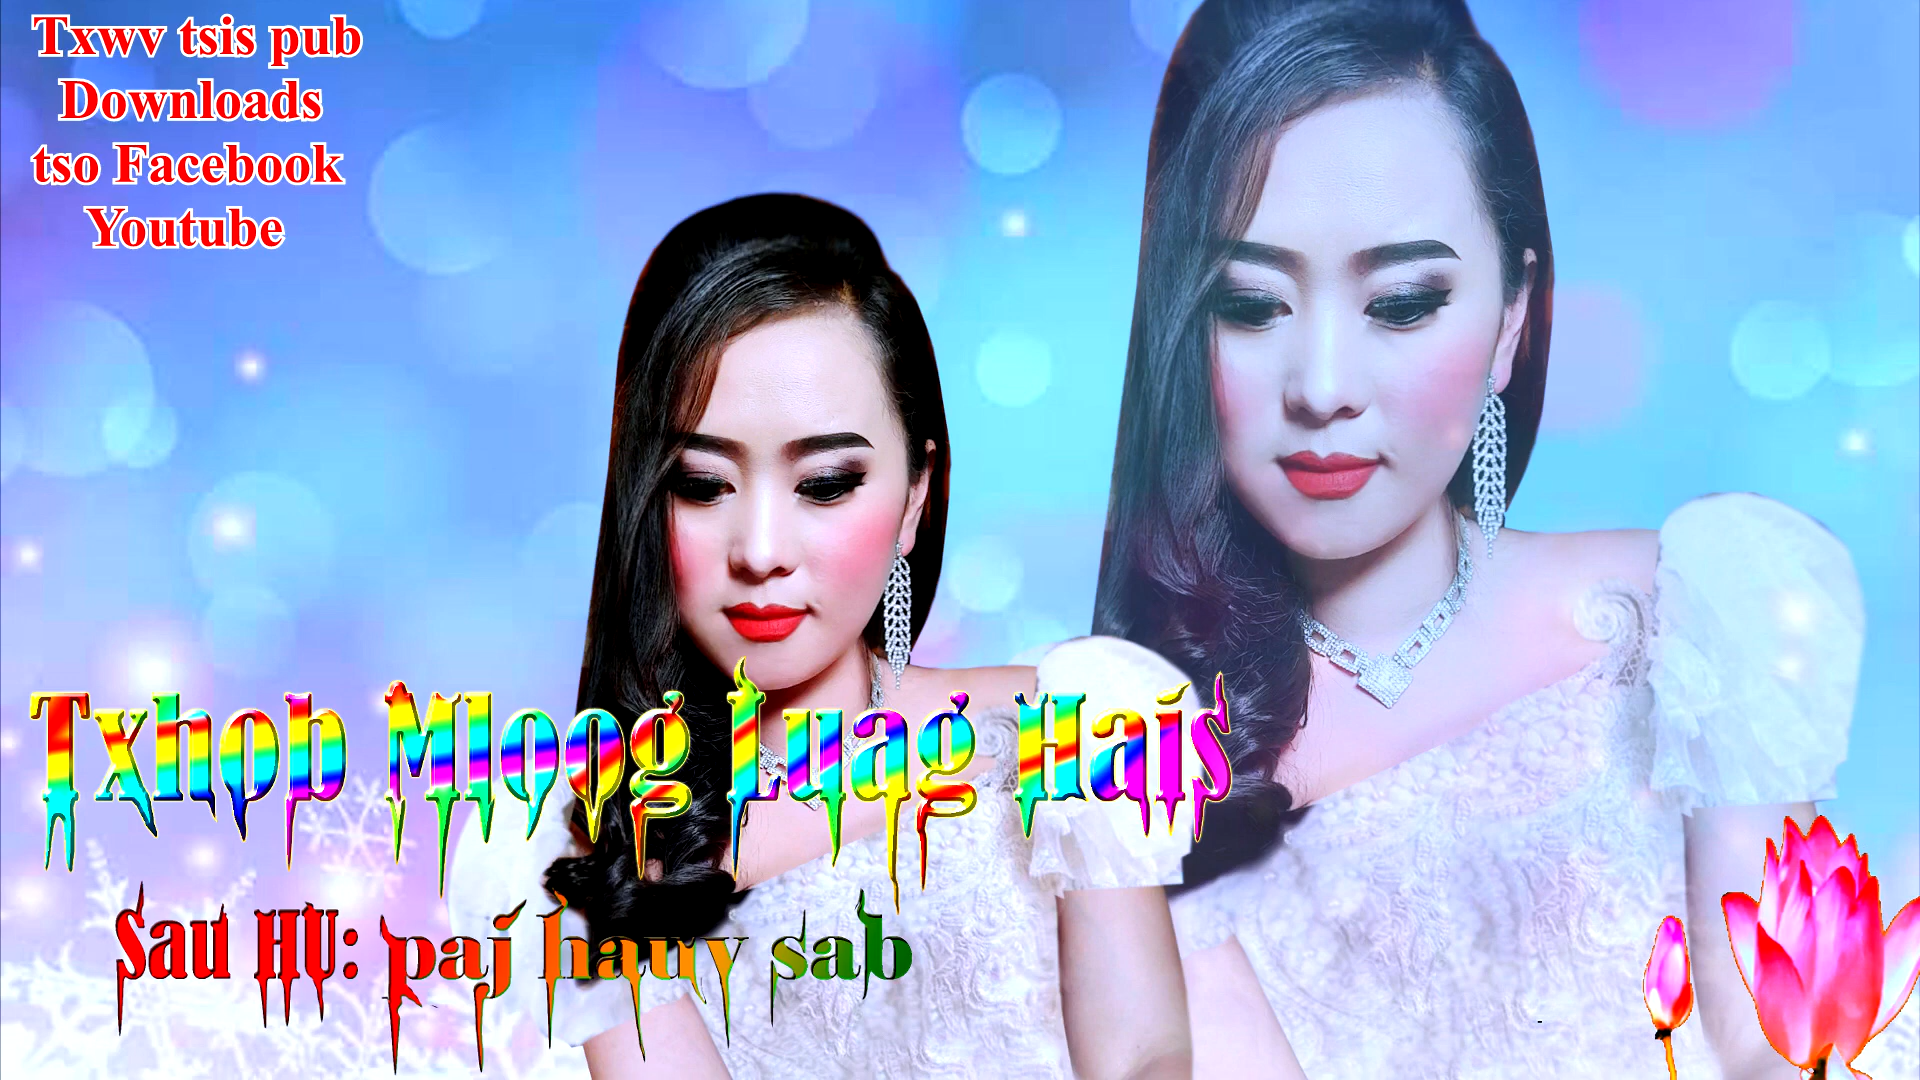 Txwv tsis pub
Downloads
tso Facebook
Youtube
Txhob Mloog Luag Hais
Sau HU: paj hauv sab